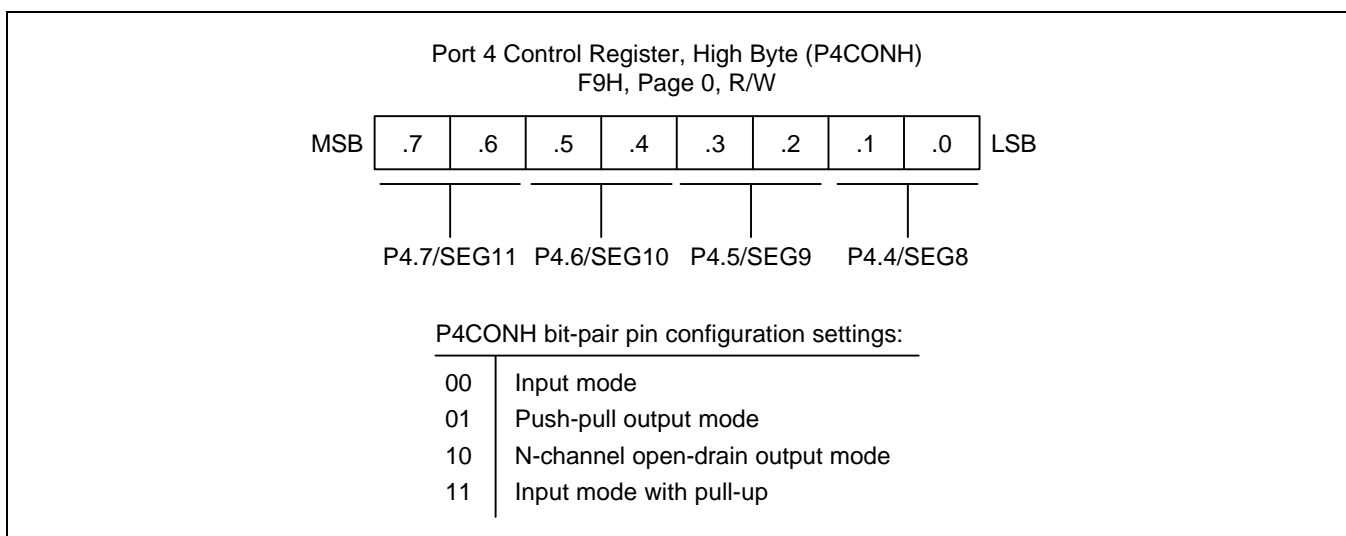 Port 4 Control Register, High Byte (P4CONH)
F9H, Page 0, R/W
MSB .7 .6 .5 .4 .3 .2 .1 .0 LSB
P4.7/SEG11 P4.6/SEG10 P4.5/SEG9 P4.4/SEG8
P4CONH bit-pair pin configuration settings:
00 Input mode
01 Push-pull output mode
10 N-channel open-drain output mode
11 Input mode with pull-up